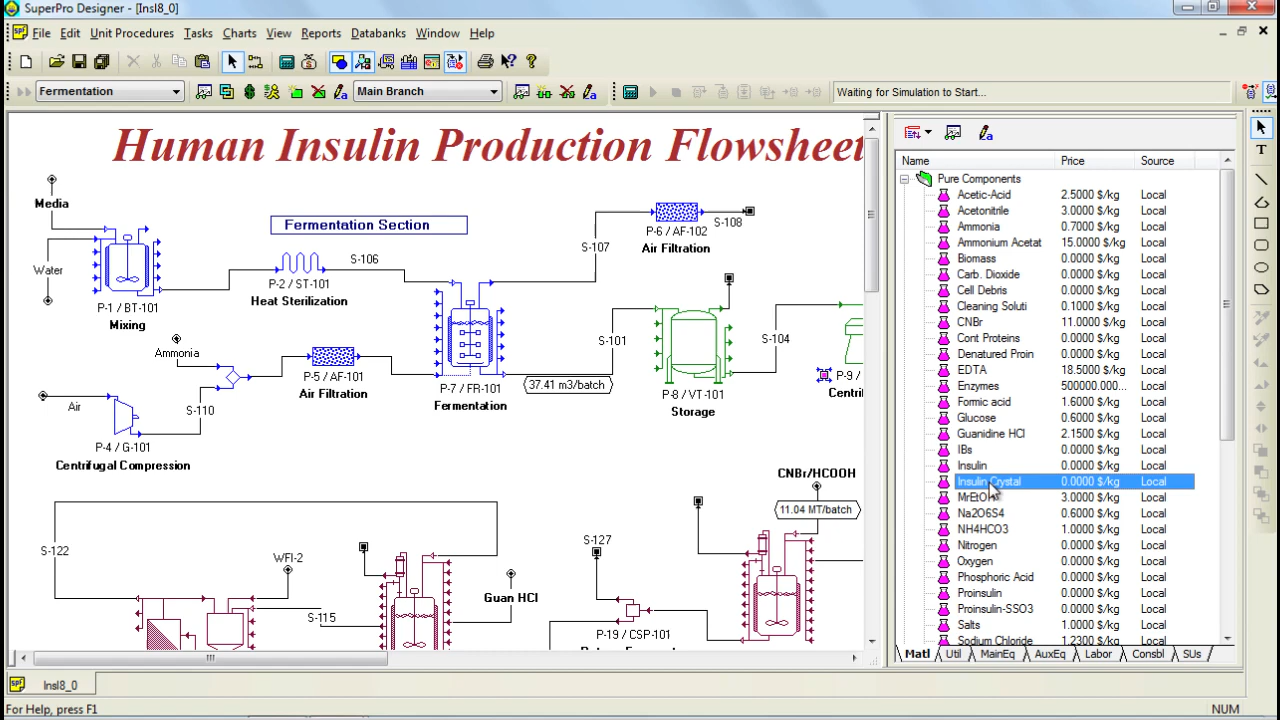 SuperPro Designer - [Insl8_0]
File Edit Unit Procedures Tasks Charts View Reports Databanks Window Help
Fermentation Main Branch Waiting for Simulation to Start...
Human Insulin Production Flowsheet
Media
Water
P-1 / BT-101
Mixing
Fermentation Section
S-106
P-2 / ST-101
Heat Sterilization
S-107
P-6 / AF-102
Air Filtration
S-108
Ammonia
Air
S-110
P-4 / G-101
Centrifugal Compression
P-5 / AF-101
Air Filtration
P-7 / FR-101
Fermentation
37.41 m3/batch
S-101
P-8 / VT-101
Storage
S-104
P-9 /
Centri
CNBr/HCOOH
11.04 MT/batch
S-122
WFI-2
S-115
Guan HCl
S-127
P-19 / CSP-101
Name Price Source
Pure Components
Acetic-Acid 2.5000 $/kg Local
Acetonitrile 3.0000 $/kg Local
Ammonia 0.7000 $/kg Local
Ammonium Acetat 15.0000 $/kg Local
Biomass 0.0000 $/kg Local
Carb. Dioxide 0.0000 $/kg Local
Cell Debris 0.0000 $/kg Local
Cleaning Soluti 0.1000 $/kg Local
CNBr 11.0000 $/kg Local
Cont Proteins 0.0000 $/kg Local
Denatured Proin 0.0000 $/kg Local
EDTA 18.5000 $/kg Local
Enzymes 500000.000... Local
Formic acid 1.6000 $/kg Local
Glucose 0.6000 $/kg Local
Guanidine HCl 2.1500 $/kg Local
IBs 0.0000 $/kg Local
Insulin 0.0000 $/kg Local
Insulin Crystal 0.0000 $/kg Local
MrEtOH 3.0000 $/kg Local
Na2O6S4 0.6000 $/kg Local
NH4HCO3 1.0000 $/kg Local
Nitrogen 0.0000 $/kg Local
Oxygen 0.0000 $/kg Local
Phosphoric Acid 0.0000 $/kg Local
Proinsulin 0.0000 $/kg Local
Proinsulin-SSO3 0.0000 $/kg Local
Salts 1.0000 $/kg Local
Sodium Chloride 1.2300 $/kg Local
Matl Util MainEq AuxEq Labor Consbl SUs
Insl8_0
For Help, press F1 NUM